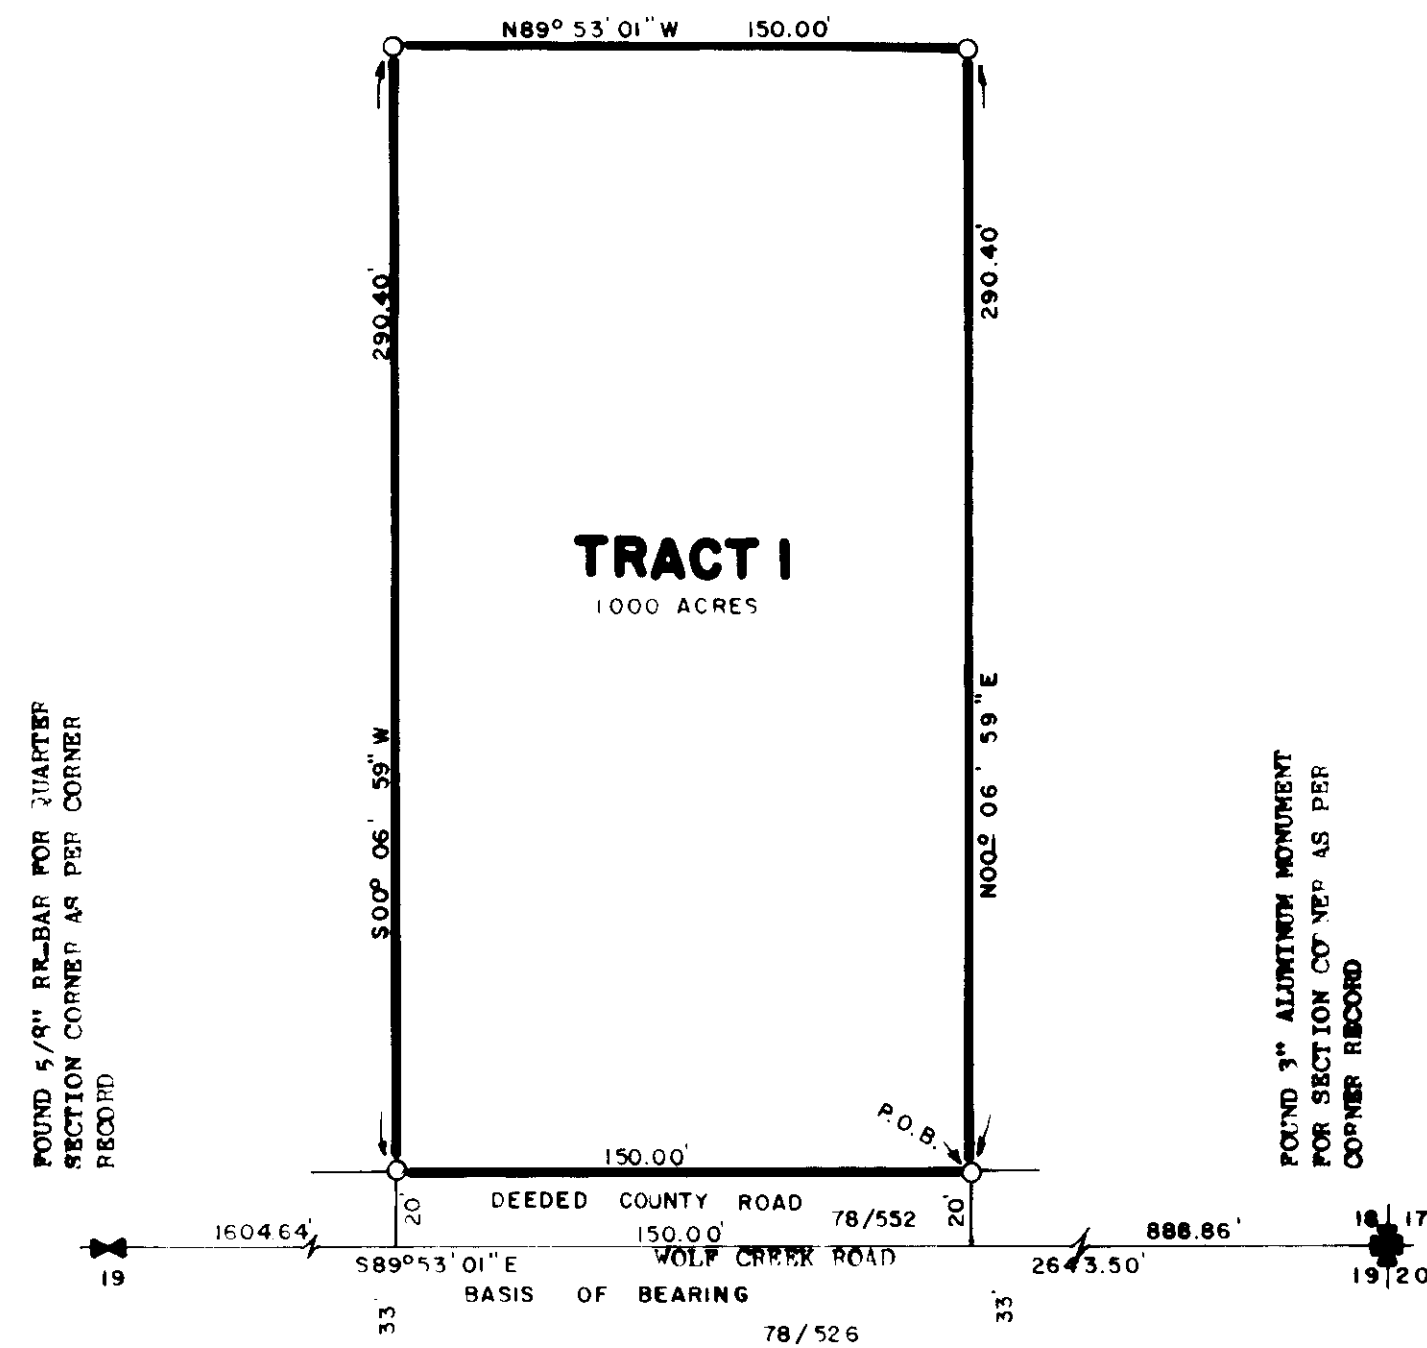 N89° 53' 01" W 150.00'
290.40'
290.40'
TRACT 1
1000 ACRES
S00° 06' 59" W
N00° 06' 59" E
FOUND 5/8" RE-BAR FOR QUARTER
SECTION CORNER AS PER CORNER
RECORD
FOUND 3" ALUMINUM MONUMENT
FOR SECTION CORNER AS PER
CORNER RECORD
P.O.B.
150.00'
DEEDED COUNTY ROAD
20'
78/552
20'
1604.64'
150.00'
888.86'
18 17
S89°53'01"E
WOLF CREEK ROAD
2643.50'
19
19 20
BASIS OF BEARING
33'
33'
78/526